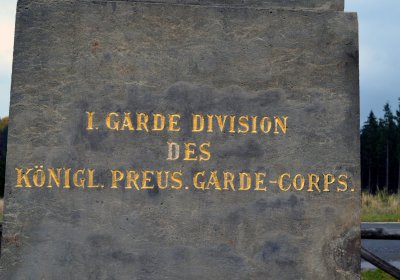 I. GARDE DIVISION
DES
KÖNIGL. PREUS. GARDE-CORPS.